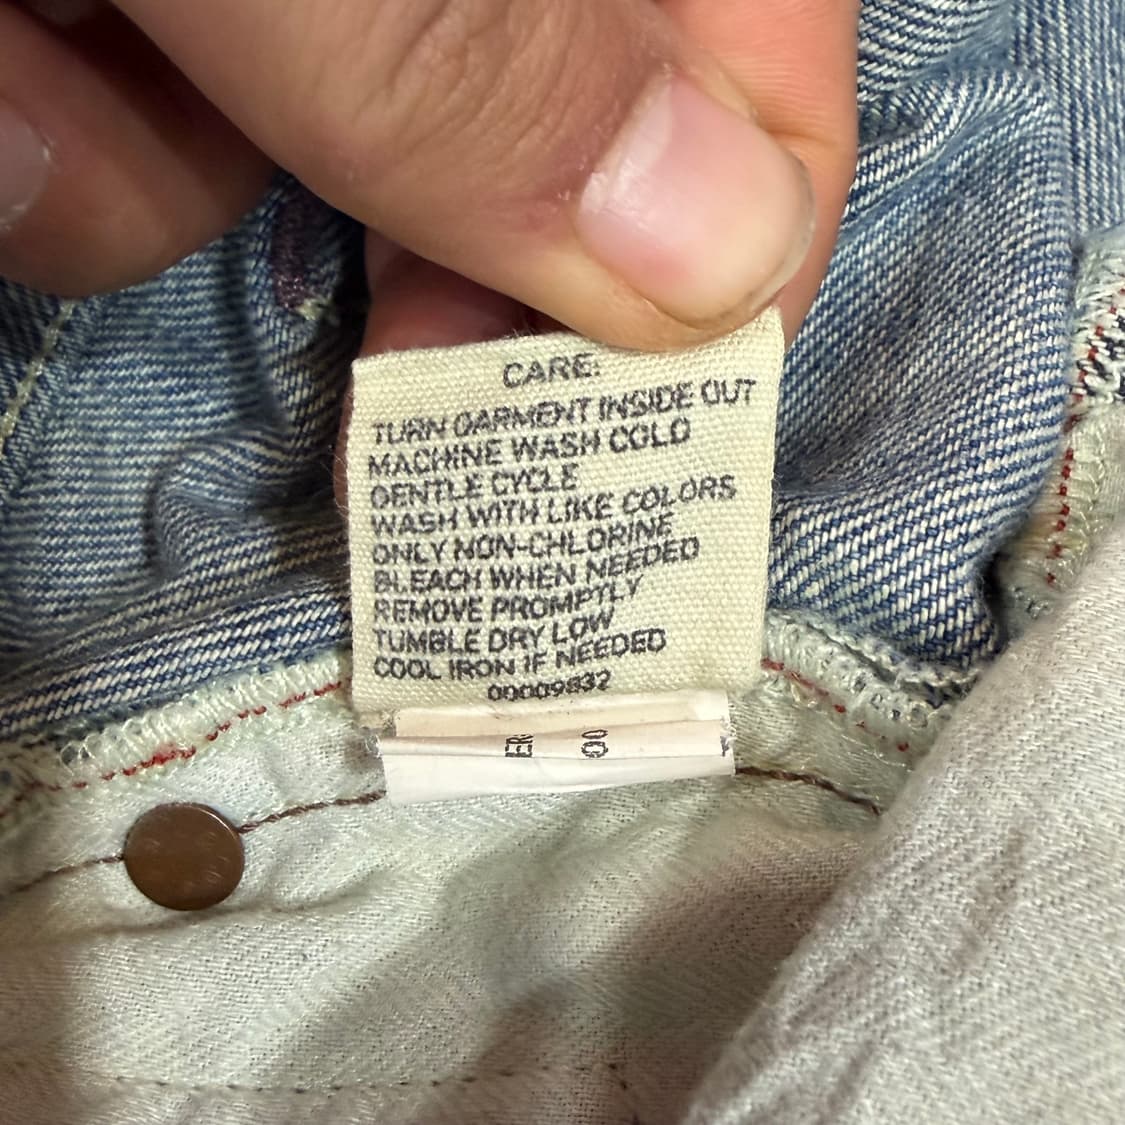 CARE:
TURN GARMENT INSIDE OUT
MACHINE WASH COLD
GENTLE CYCLE
WASH WITH LIKE COLORS
ONLY NON-CHLORINE
BLEACH WHEN NEEDED
REMOVE PROMPTLY
TUMBLE DRY LOW
COOL IRON IF NEEDED
00009832